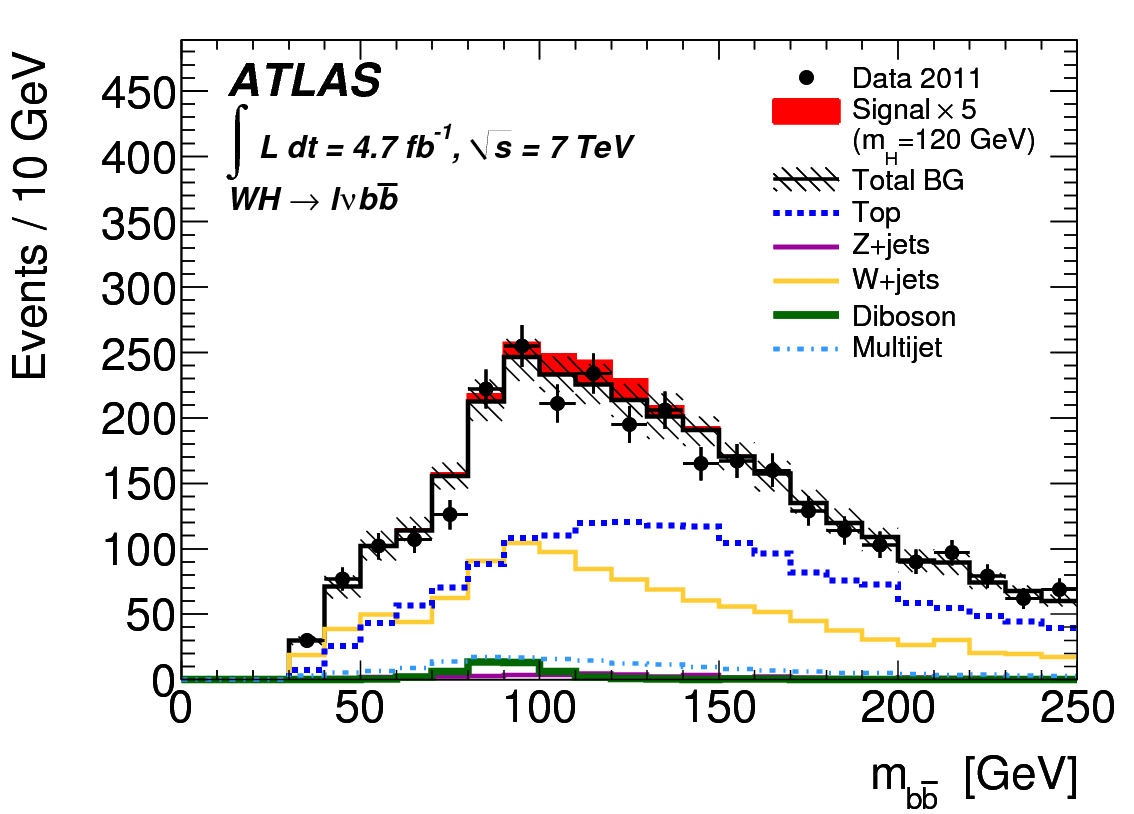 Events / 10 GeV
450
400
350
300
250
200
150
100
50
0
ATLAS
∫ L dt = 4.7 fb⁻¹, √s = 7 TeV
WH → lνbb̅
Data 2011
Signal × 5
(m_H=120 GeV)
Total BG
Top
Z+jets
W+jets
Diboson
Multijet
0 50 100 150 200 250
m_bb̅ [GeV]